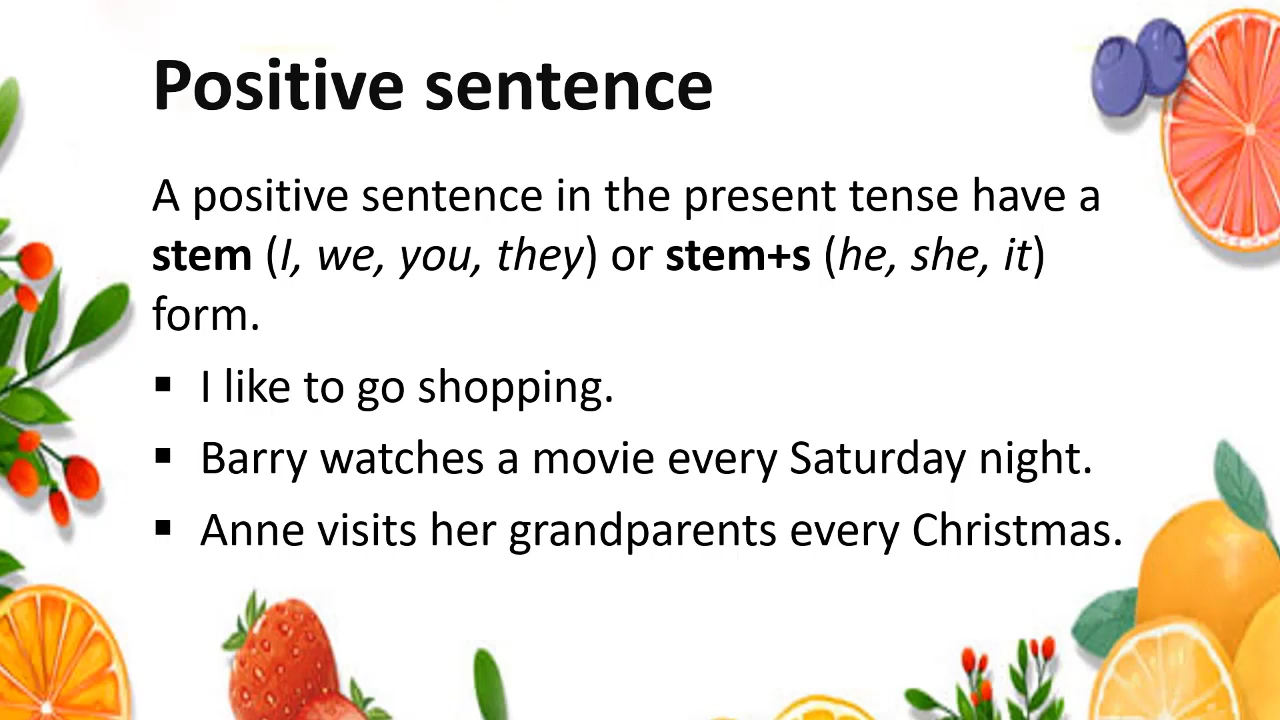 Positive sentence
A positive sentence in the present tense have a
stem (I, we, you, they) or stem+s (he, she, it)
form.
▪ I like to go shopping.
▪ Barry watches a movie every Saturday night.
▪ Anne visits her grandparents every Christmas.